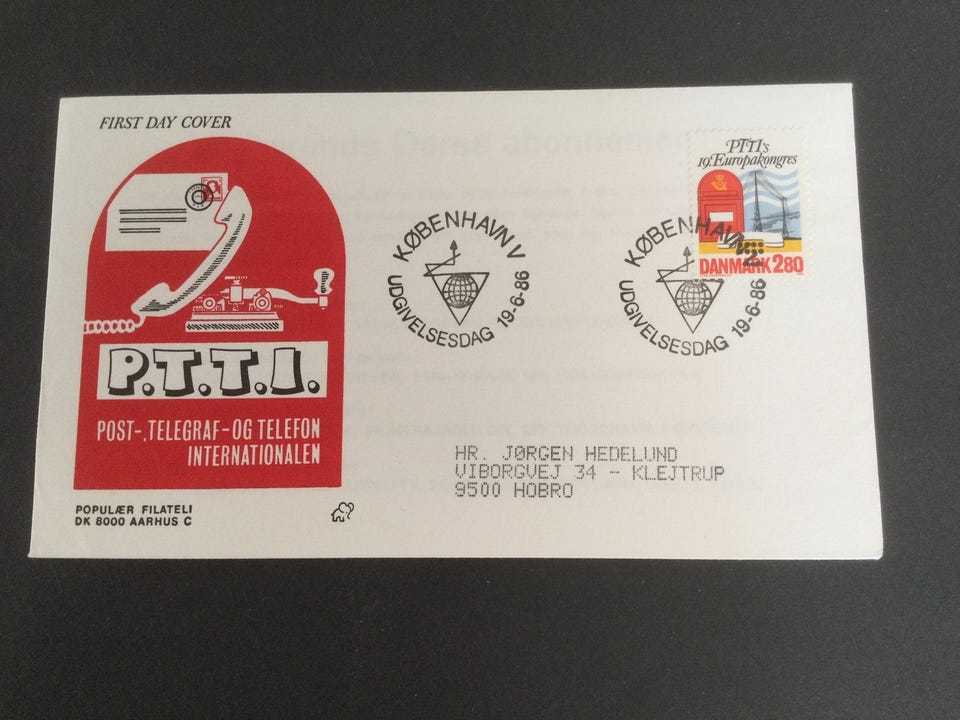 FIRST DAY COVER
P.T.T.I.
POST-, TELEGRAF- OG TELEFON
INTERNATIONALEN
POPULÆR FILATELI
DK 8000 AARHUS C
KØBENHAVN V
UDGIVELSESDAG 19-6-86
PTTI's
19. Europakongres
DANMARK 280
KØBENHAVN V
UDGIVELSESDAG 19-6-86
HR. JØRGEN HEDELUND
VIBORGVEJ 34 - KLEJTRUP
9500 HOBRO